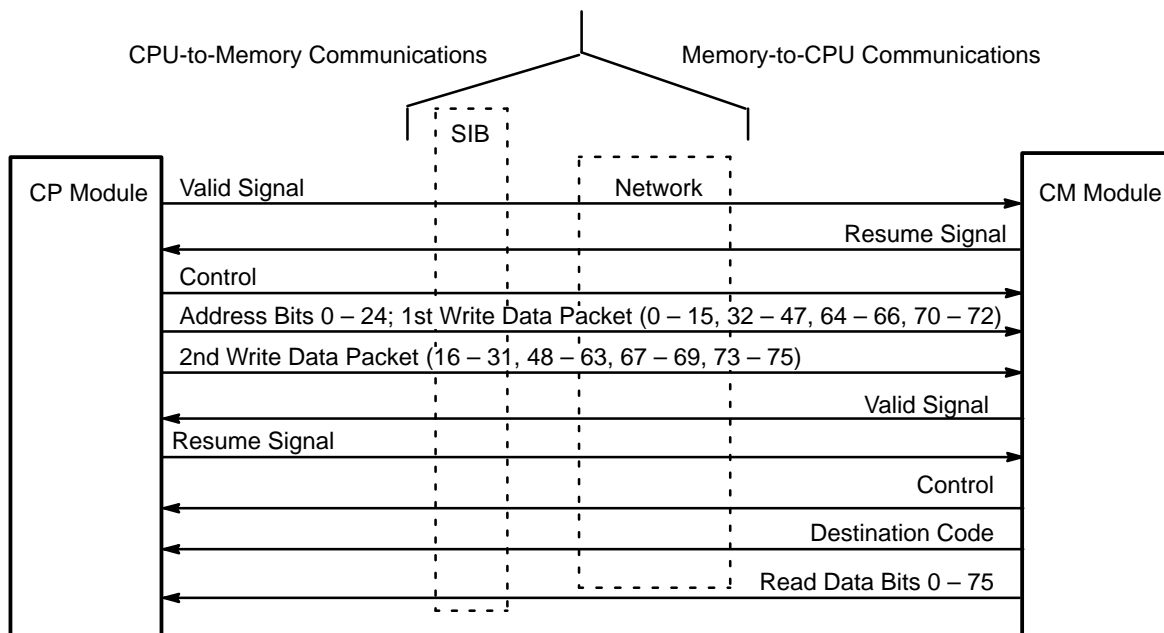 CPU-to-Memory Communications
Memory-to-CPU Communications
SIB
CP Module
Valid Signal
Network
CM Module
Resume Signal
Control
Address Bits 0 – 24; 1st Write Data Packet (0 – 15, 32 – 47, 64 – 66, 70 – 72)
2nd Write Data Packet (16 – 31, 48 – 63, 67 – 69, 73 – 75)
Valid Signal
Resume Signal
Control
Destination Code
Read Data Bits 0 – 75